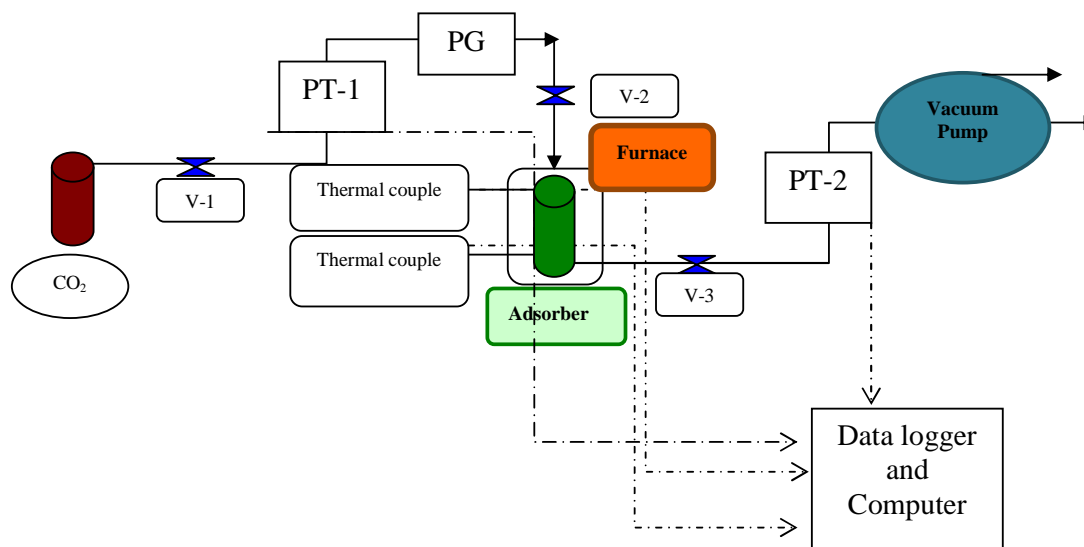 PG
PT-1
V-2
Vacuum
Pump
Furnace
PT-2
Thermal couple
V-1
Thermal couple
CO₂
V-3
Adsorber
Data logger
and
Computer